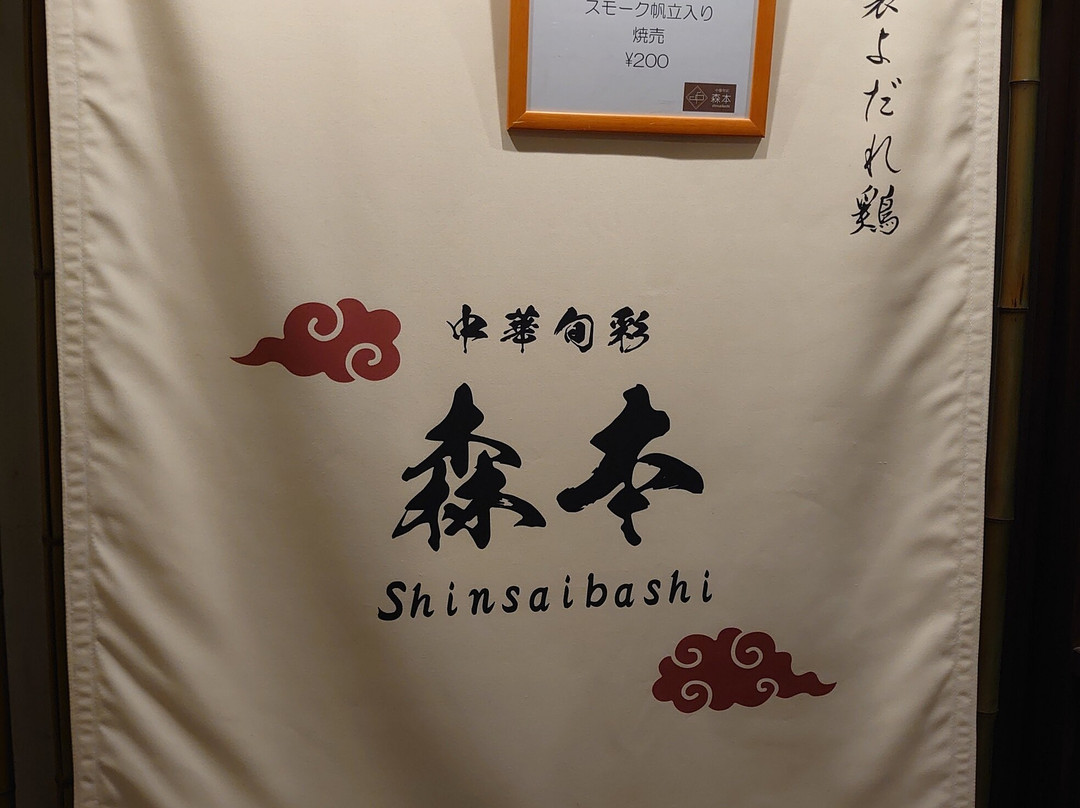 スモーク帆立入り
焼売
¥200
森本
よだれ鶏
中華旬彩
森本
Shinsaibashi